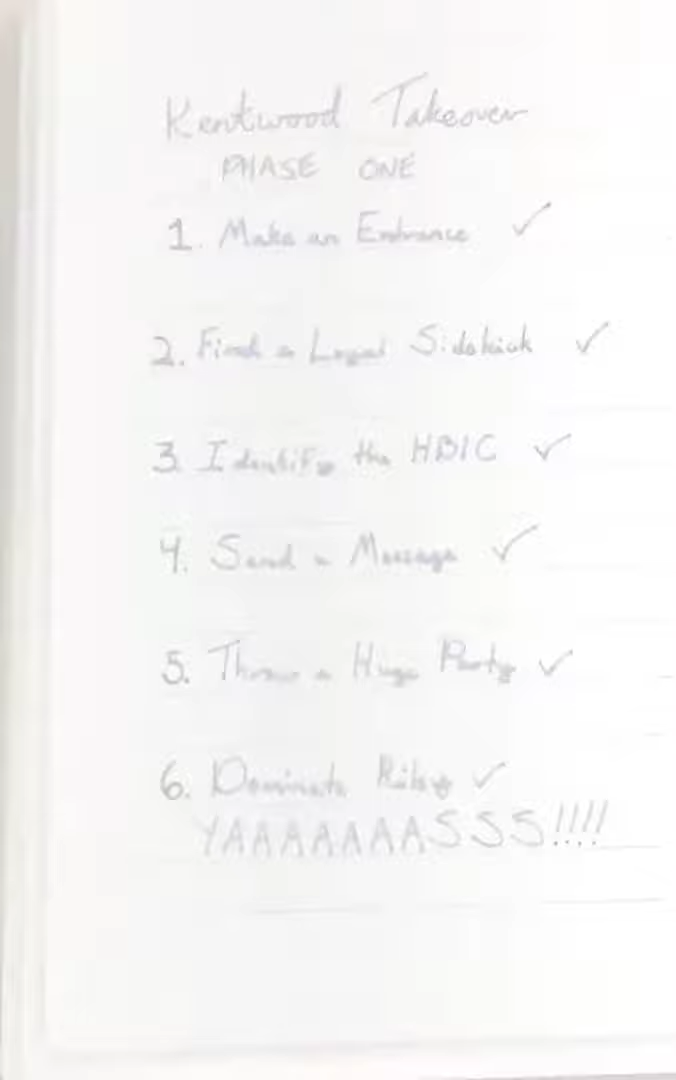 Kentwood Takeover
PHASE ONE
1. Make an Entrance ✓
2. Find a Loyal Sidekick ✓
3. Identify the HBIC ✓
4. Send a Message ✓
5. Throw a Huge Party ✓
6. Dominate Riley ✓
YAAAAAAASSS!!!!